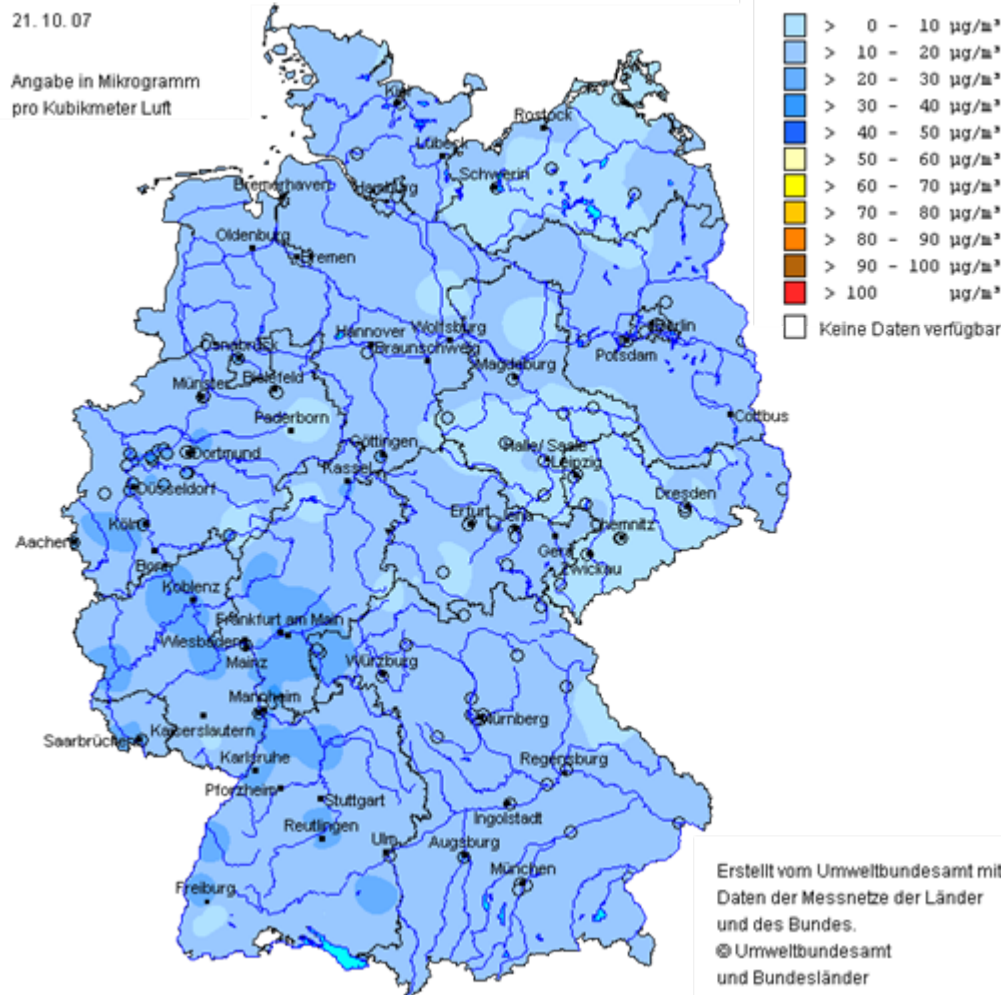 21. 10. 07
Angabe in Mikrogramm
pro Kubikmeter Luft
> 0 - 10 µg/m³
> 10 - 20 µg/m³
> 20 - 30 µg/m³
> 30 - 40 µg/m³
> 40 - 50 µg/m³
> 50 - 60 µg/m³
> 60 - 70 µg/m³
> 70 - 80 µg/m³
> 80 - 90 µg/m³
> 90 - 100 µg/m³
> 100 µg/m³
Keine Daten verfügbar
Kiel
Rostock
Lübeck
Schwerin
Bremerhaven
Hamburg
Oldenburg
Bremen
Hannover
Wolfsburg
Berlin
Osnabrück
Braunschweig
Potsdam
Magdeburg
Münster
Bielefeld
Paderborn
Cottbus
Göttingen
Halle/ Saale
Dortmund
Kassel
Leipzig
Düsseldorf
Dresden
Erfurt
Jena
Köln
Chemnitz
Aachen
Gera
Bonn
Zwickau
Koblenz
Frankfurt am Main
Wiesbaden
Mainz
Würzburg
Mannheim
Nürnberg
Kaiserslautern
Saarbrücken
Karlsruhe
Regensburg
Pforzheim
Stuttgart
Ingolstadt
Reutlingen
Ulm
Augsburg
München
Freiburg
Erstellt vom Umweltbundesamt mit
Daten der Messnetze der Länder
und des Bundes.
© Umweltbundesamt
und Bundesländer